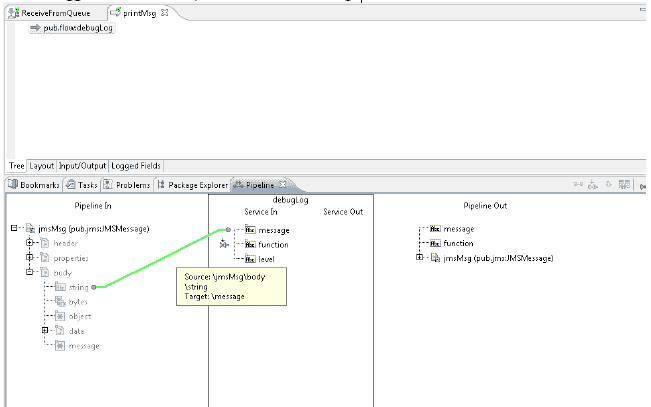 ReceiveFromQueue
printMsg
pub.flow:debugLog
Tree Layout Input/Output Logged Fields
Bookmarks Tasks Problems Package Explorer Pipeline
Pipeline In
debugLog
Service In Service Out
Pipeline Out
jmsMsg (pub.jms:JMSMessage)
header
properties
body
string
bytes
object
data
message
message
function
level
Source: \jmsMsg\body
\string
Target: \message
message
function
jmsMsg (pub.jms:JMSMessage)